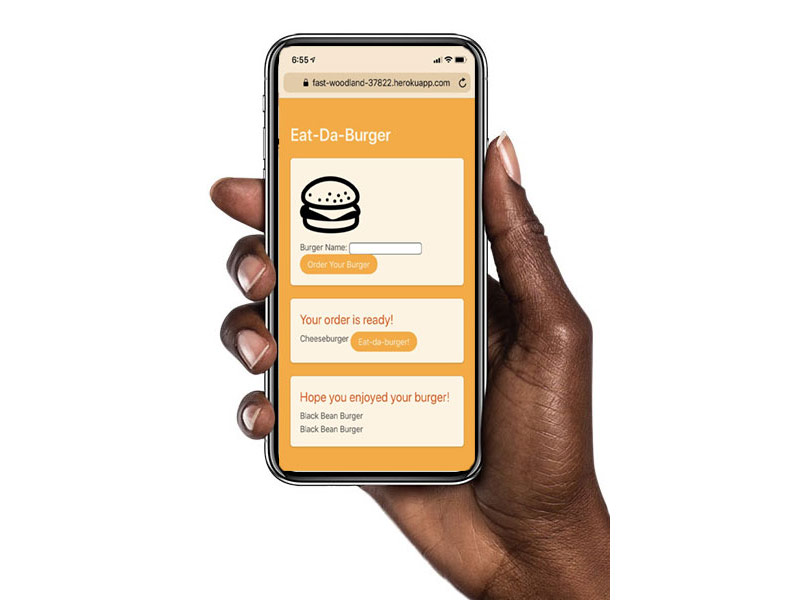 6:55
fast-woodland-37822.herokuapp.com
Eat-Da-Burger
Burger Name:
Order Your Burger
Your order is ready!
Cheeseburger Eat-da-burger!
Hope you enjoyed your burger!
Black Bean Burger
Black Bean Burger